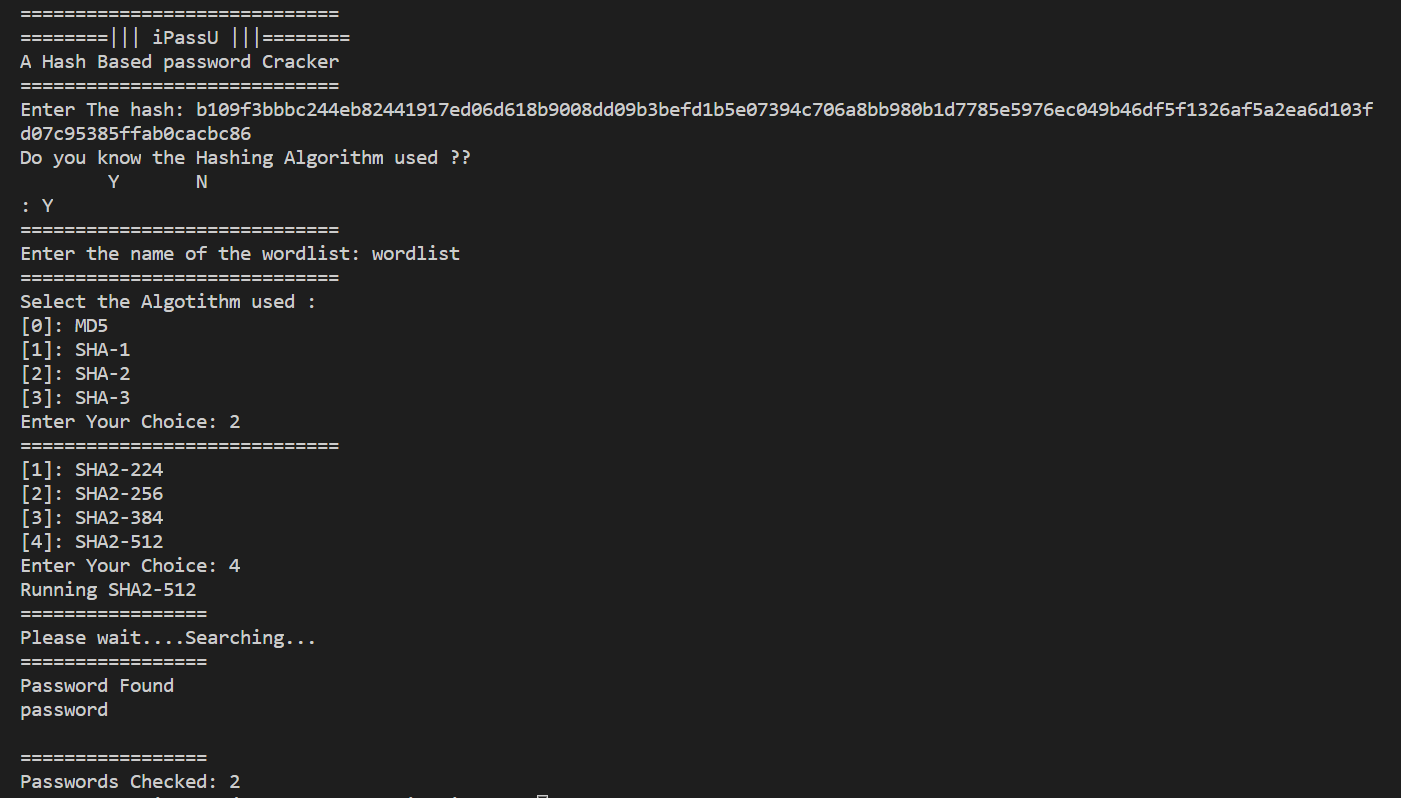 =============================
========||| iPassU |||========
A Hash Based password Cracker
=============================
Enter The hash: b109f3bbbc244eb82441917ed06d618b9008dd09b3befd1b5e07394c706a8bb980b1d7785e5976ec049b46df5f1326af5a2ea6d103f
d07c95385ffab0cacbc86
Do you know the Hashing Algorithm used ??
        Y       N
: Y
=============================
Enter the name of the wordlist: wordlist
=============================
Select the Algotithm used :
[0]: MD5
[1]: SHA-1
[2]: SHA-2
[3]: SHA-3
Enter Your Choice: 2
=============================
[1]: SHA2-224
[2]: SHA2-256
[3]: SHA2-384
[4]: SHA2-512
Enter Your Choice: 4
Running SHA2-512
=================
Please wait....Searching...
=================
Password Found
password
=================
Passwords Checked: 2